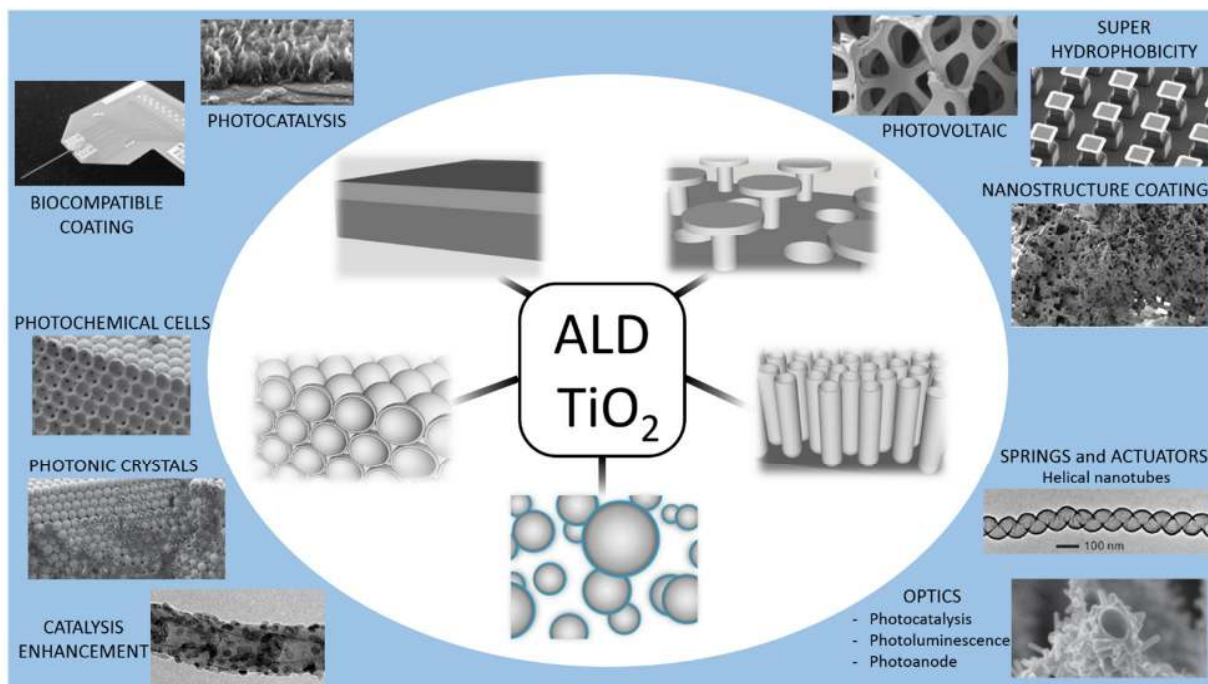 PHOTOCATALYSIS
BIOCOMPATIBLE
COATING
PHOTOCHEMICAL CELLS
PHOTONIC CRYSTALS
CATALYSIS
ENHANCEMENT
ALD
TiO₂
SUPER
HYDROPHOBICITY
PHOTOVOLTAIC
NANOSTRUCTURE COATING
SPRINGS and ACTUATORS
Helical nanotubes
100 nm
OPTICS
- Photocatalysis
- Photoluminescence
- Photoanode